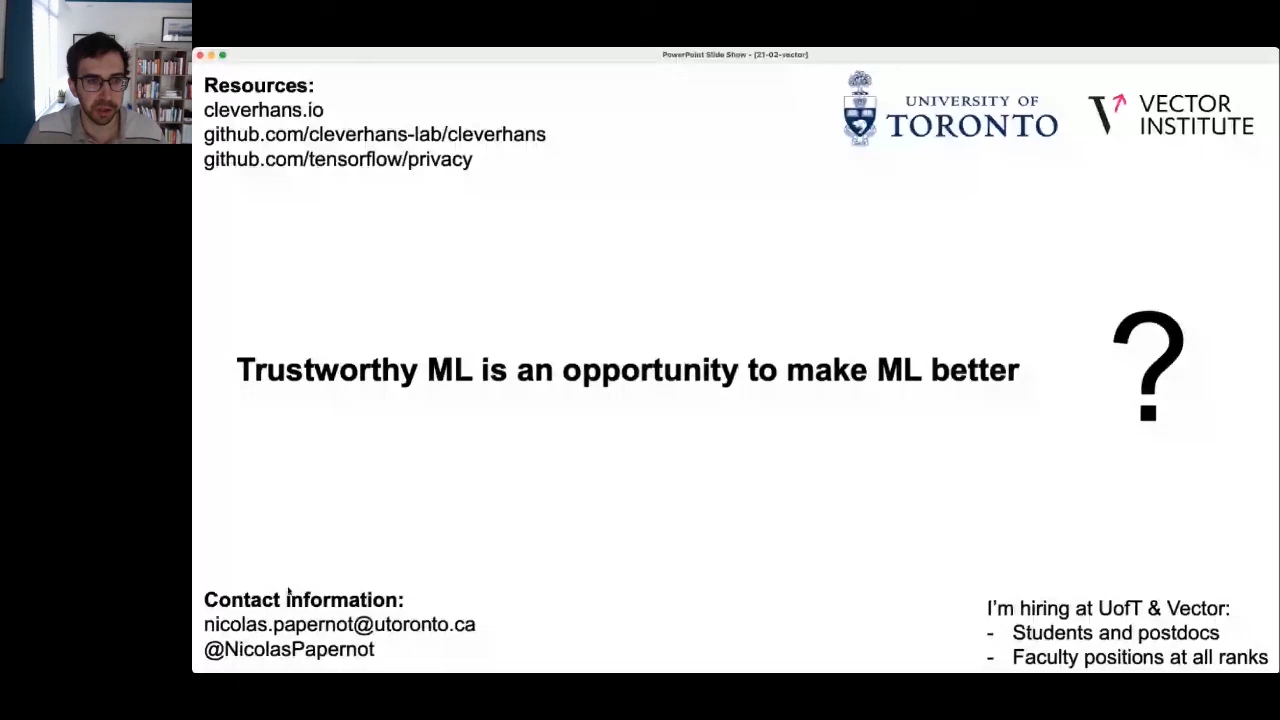 PowerPoint Slide Show - [21-02-vector]
Resources:
cleverhans.io
github.com/cleverhans-lab/cleverhans
github.com/tensorflow/privacy
UNIVERSITY OF
TORONTO
VECTOR
INSTITUTE
Trustworthy ML is an opportunity to make ML better
?
Contact information:
nicolas.papernot@utoronto.ca
@NicolasPapernot
I'm hiring at UofT & Vector:
- Students and postdocs
- Faculty positions at all ranks